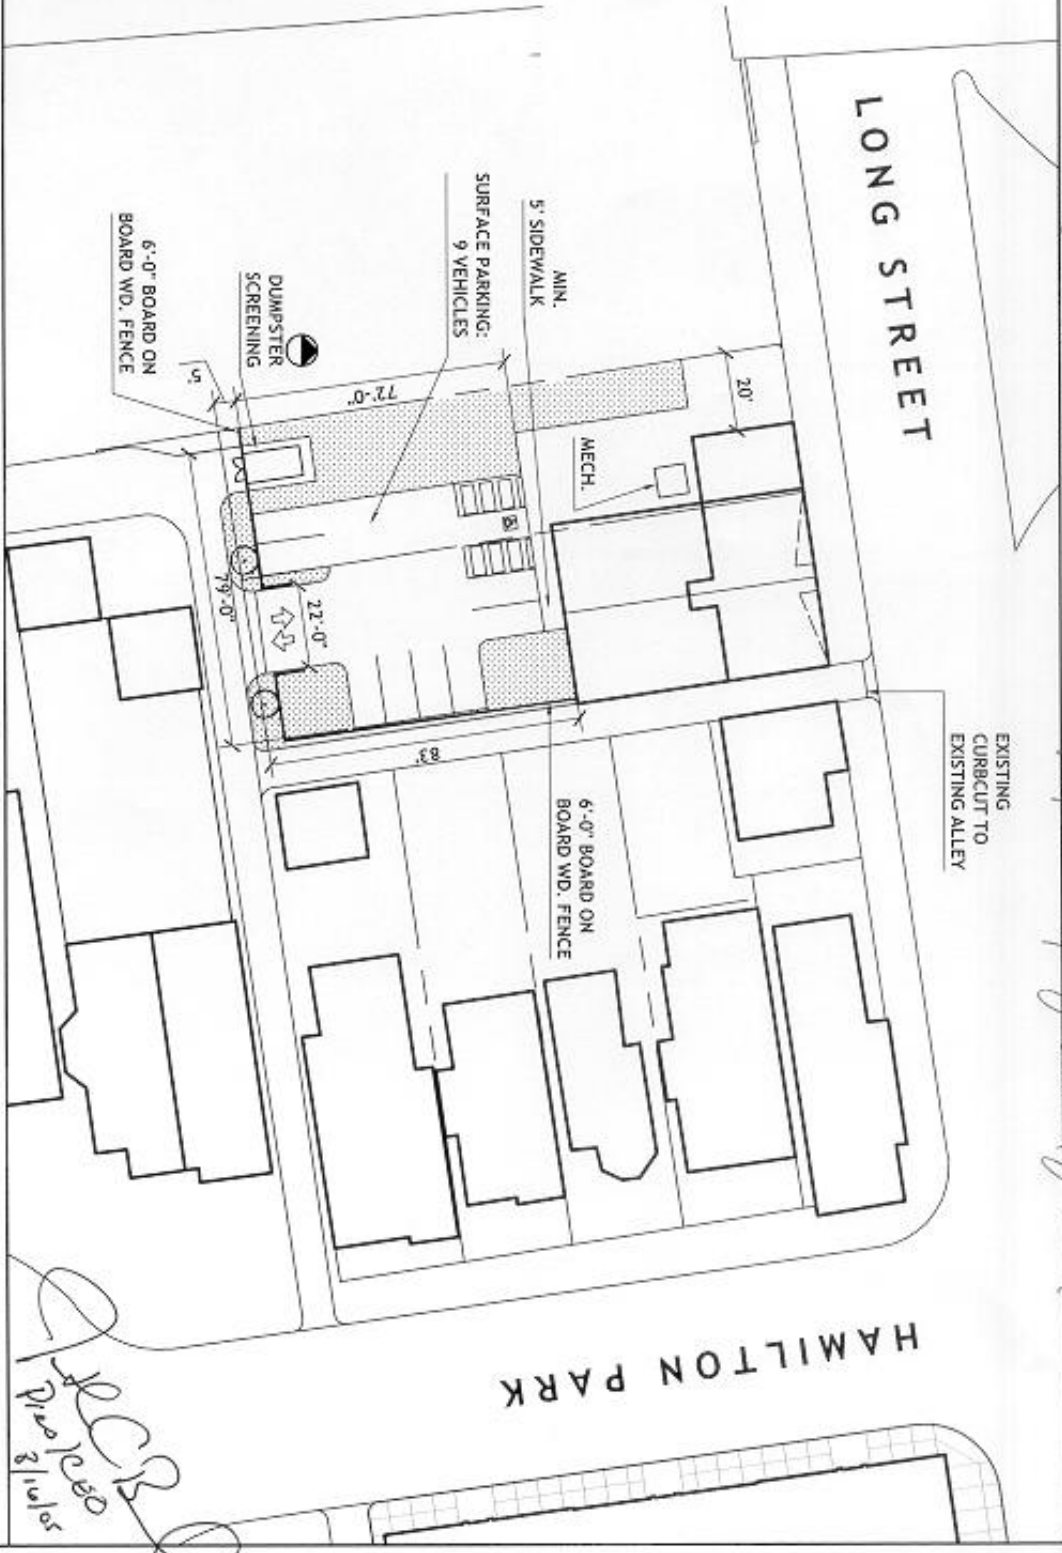 LONG STREET
EXISTING
CURBCUT TO
EXISTING ALLEY
MIN.
5' SIDEWALK
SURFACE PARKING:
9 VEHICLES
DUMPSTER
SCREENING
6'-0" BOARD ON
BOARD WD. FENCE
20'
MECH.
72'-0"
5'
79'-0"
22'-0"
83'
6'-0" BOARD ON
BOARD WD. FENCE
HAMILTON PARK
Pres/CEO